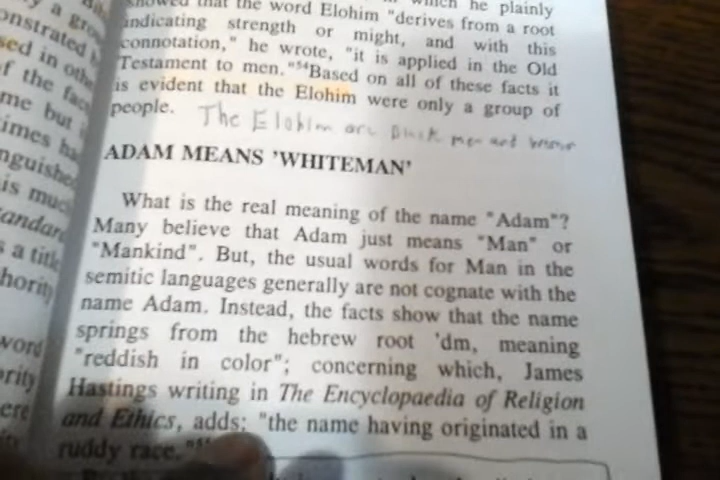 showed that the word Elohim "derives from a root
indicating strength or might, and with this
connotation," he wrote, "it is applied in the Old
Testament to men."⁵⁴Based on all of these facts it
is evident that the Elohim were only a group of
people. The Elohim are Black men and
ADAM MEANS 'WHITEMAN'
What is the real meaning of the name "Adam"?
Many believe that Adam just means "Man" or
"Mankind". But, the usual words for Man in the
semitic languages generally are not cognate with the
name Adam. Instead, the facts show that the name
springs from the hebrew root 'dm, meaning
"reddish in color"; concerning which, James
Hastings writing in The Encyclopaedia of Religion
and Ethics, adds; "the name having originated in a
ruddy race."